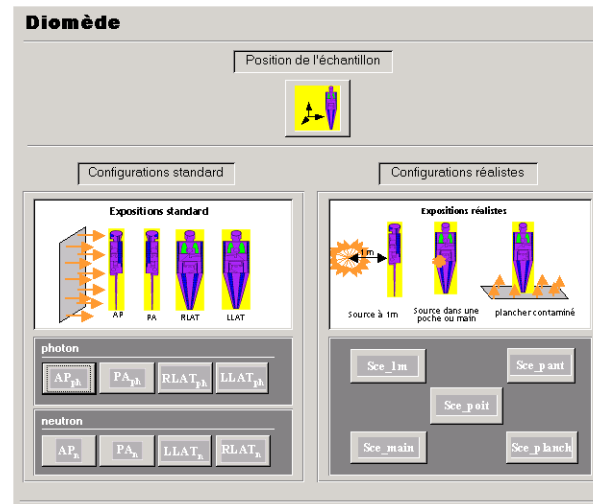 Diomède
Position de l'échantillon
Configurations standard
Configurations réalistes
Expositions standard
AP PA RLAT LLAT
Expositions réalistes
1 m
Source à 1m
Source dans une
poche ou main
plancher contaminé
photon
APph PAph RLATph LLATph
neutron
APn PAn LLATn RLATn
Sce_1m
Sce_pant
Sce_poit
Sce_main
Sce_planch